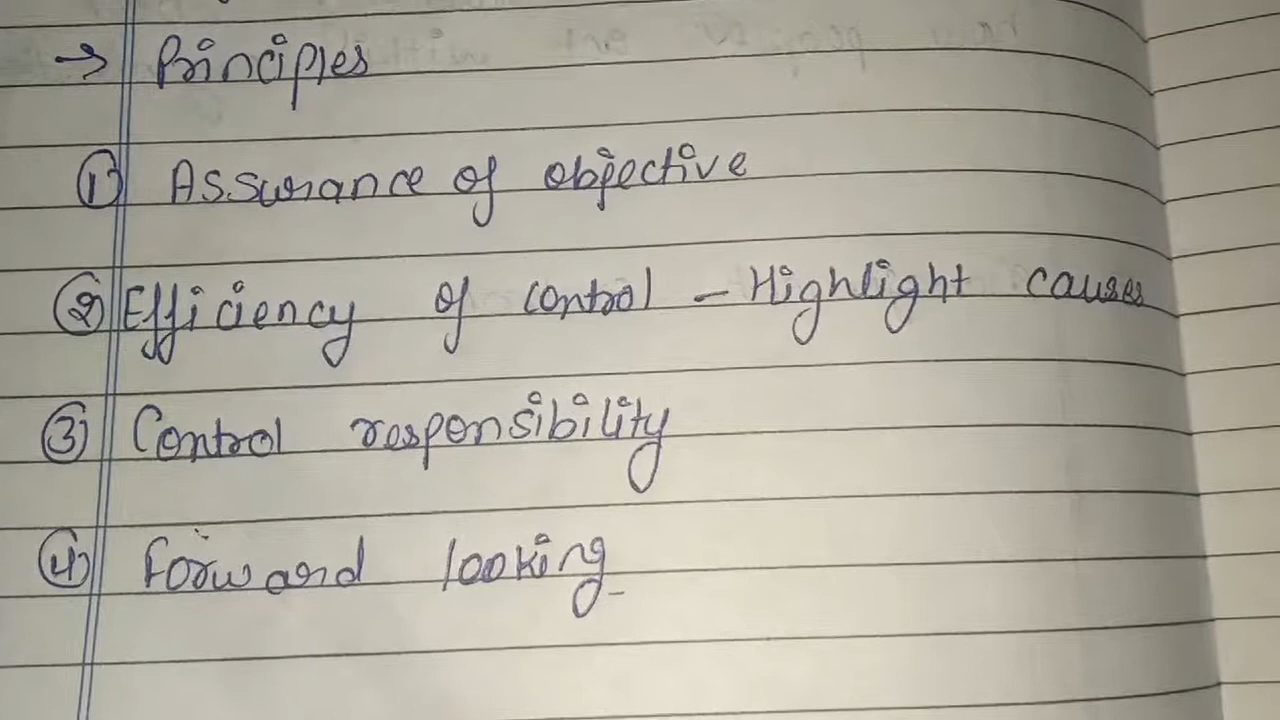 → Principles
① Assurance of objective
② Efficiency of control - Highlight causes
③ Control responsibility
④ Forward looking